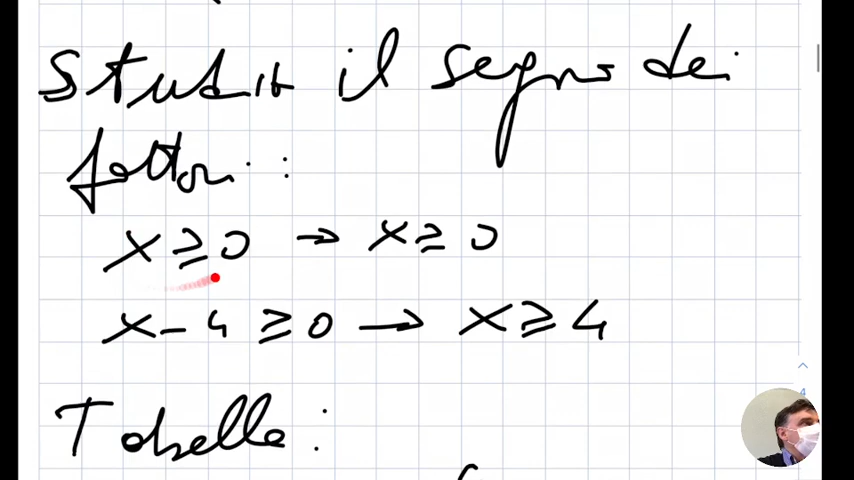 Studio il segno dei
fattori:
x ≥ 0 → x ≥ 0
x - 4 ≥ 0 → x ≥ 4
Tabella: